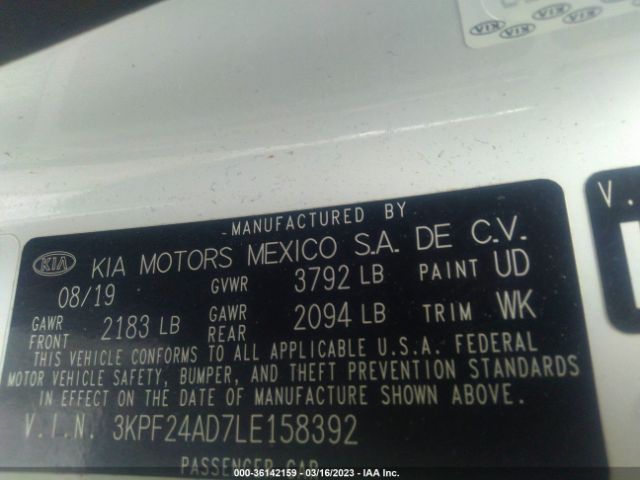 KIA KIA KIA
MANUFACTURED BY
KIA KIA MOTORS MEXICO S.A. DE C.V.
08/19 GVWR 3792 LB PAINT UD
GAWR FRONT 2183 LB GAWR REAR 2094 LB TRIM WK
THIS VEHICLE CONFORMS TO ALL APPLICABLE U.S.A. FEDERAL
MOTOR VEHICLE SAFETY, BUMPER, AND THEFT PREVENTION STANDARDS
IN EFFECT ON THE DATE OF MANUFACTURE SHOWN ABOVE.
V.I.N. 3KPF24AD7LE158392
PASSENGER CAR
V.
000-36142159 - 03/16/2023 - IAA Inc.